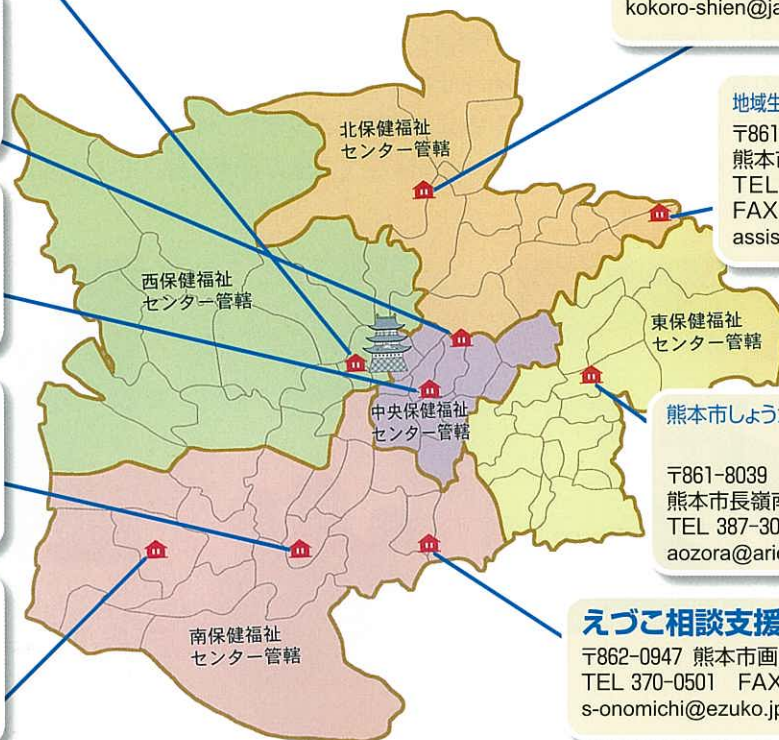 kokoro-shien@ja
北保健福祉
センター管轄
地域生
〒861
熊本市
TEL
FAX
assis
西保健福祉
センター管轄
東保健福祉
センター管轄
中央保健福祉
センター管轄
熊本市しょう
〒861-8039
熊本市長嶺南
TEL 387-30
aozora@arie
南保健福祉
センター管轄
えづこ相談支援
〒862-0947 熊本市画
TEL 370-0501 FAX
s-onomichi@ezuko.jp